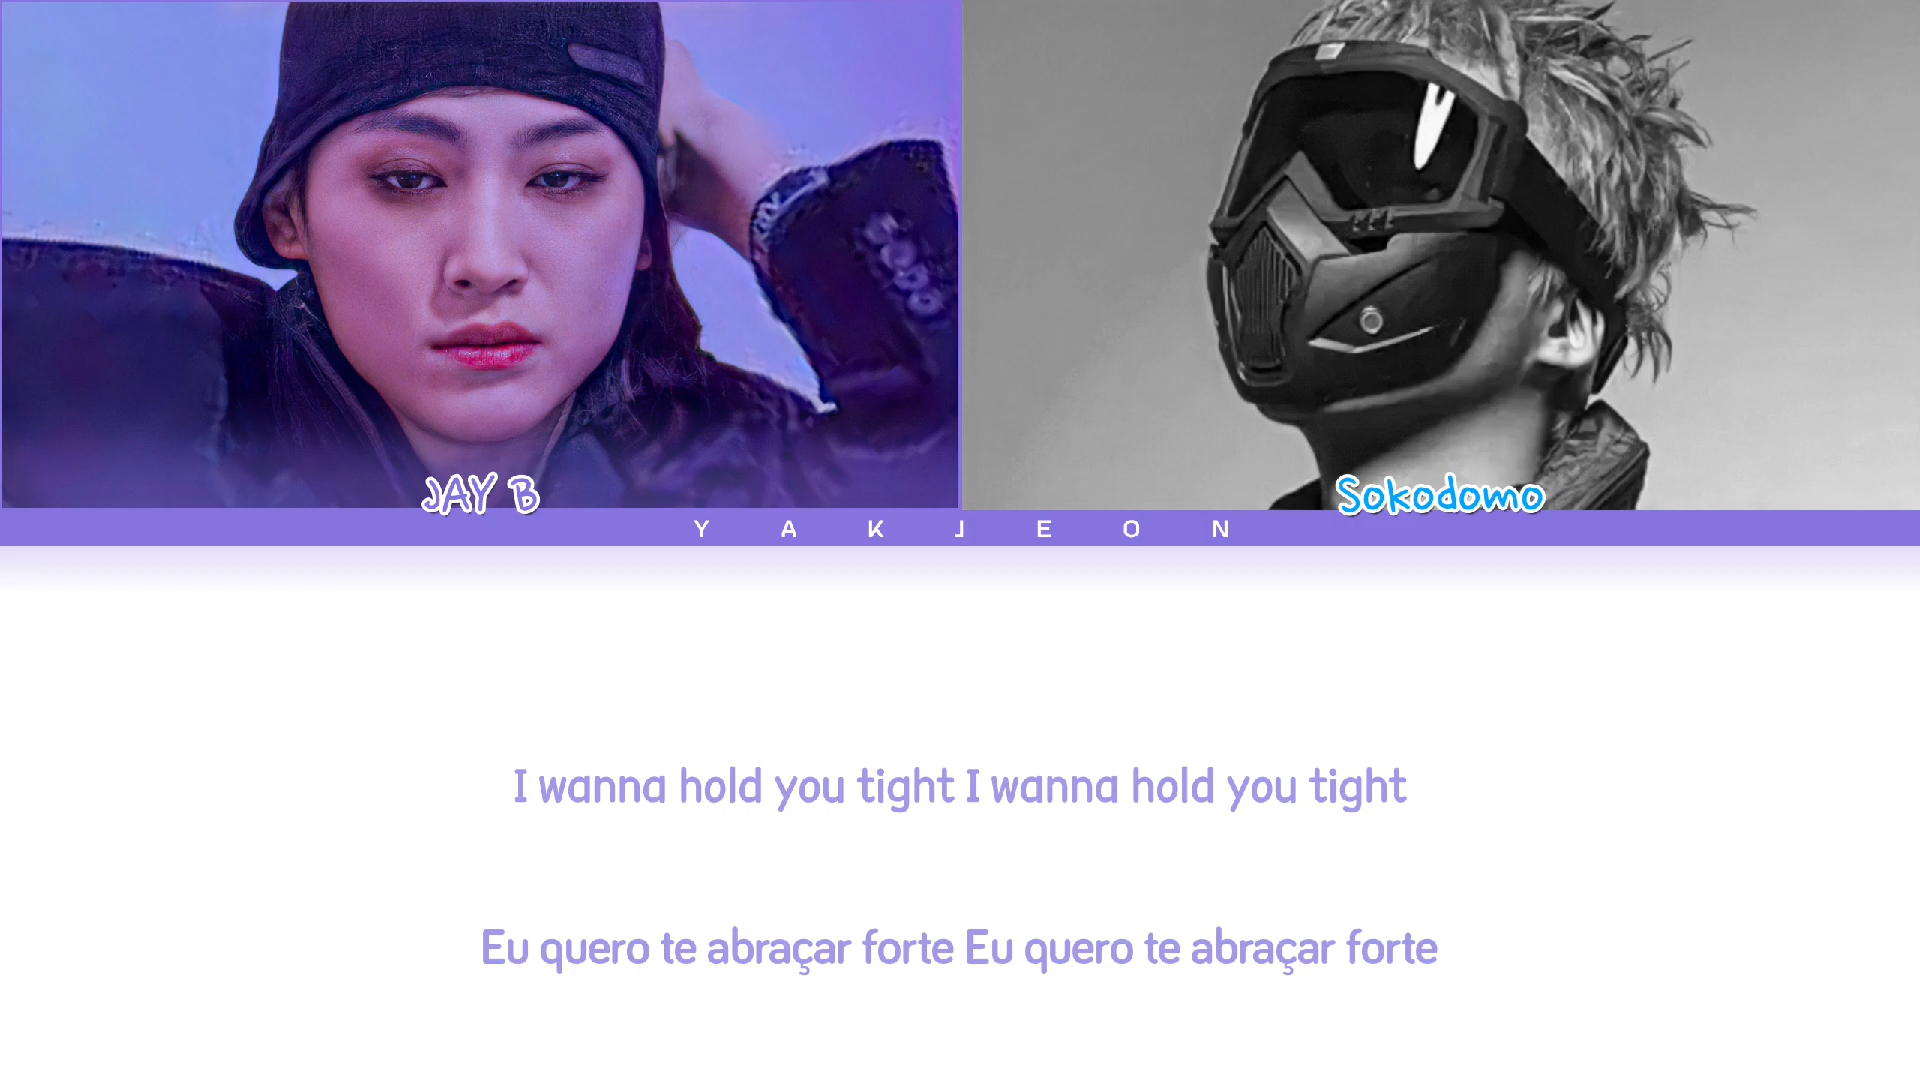 JAY B
Sokodomo
YAKJEON
I wanna hold you tight I wanna hold you tight
Eu quero te abraçar forte Eu quero te abraçar forte